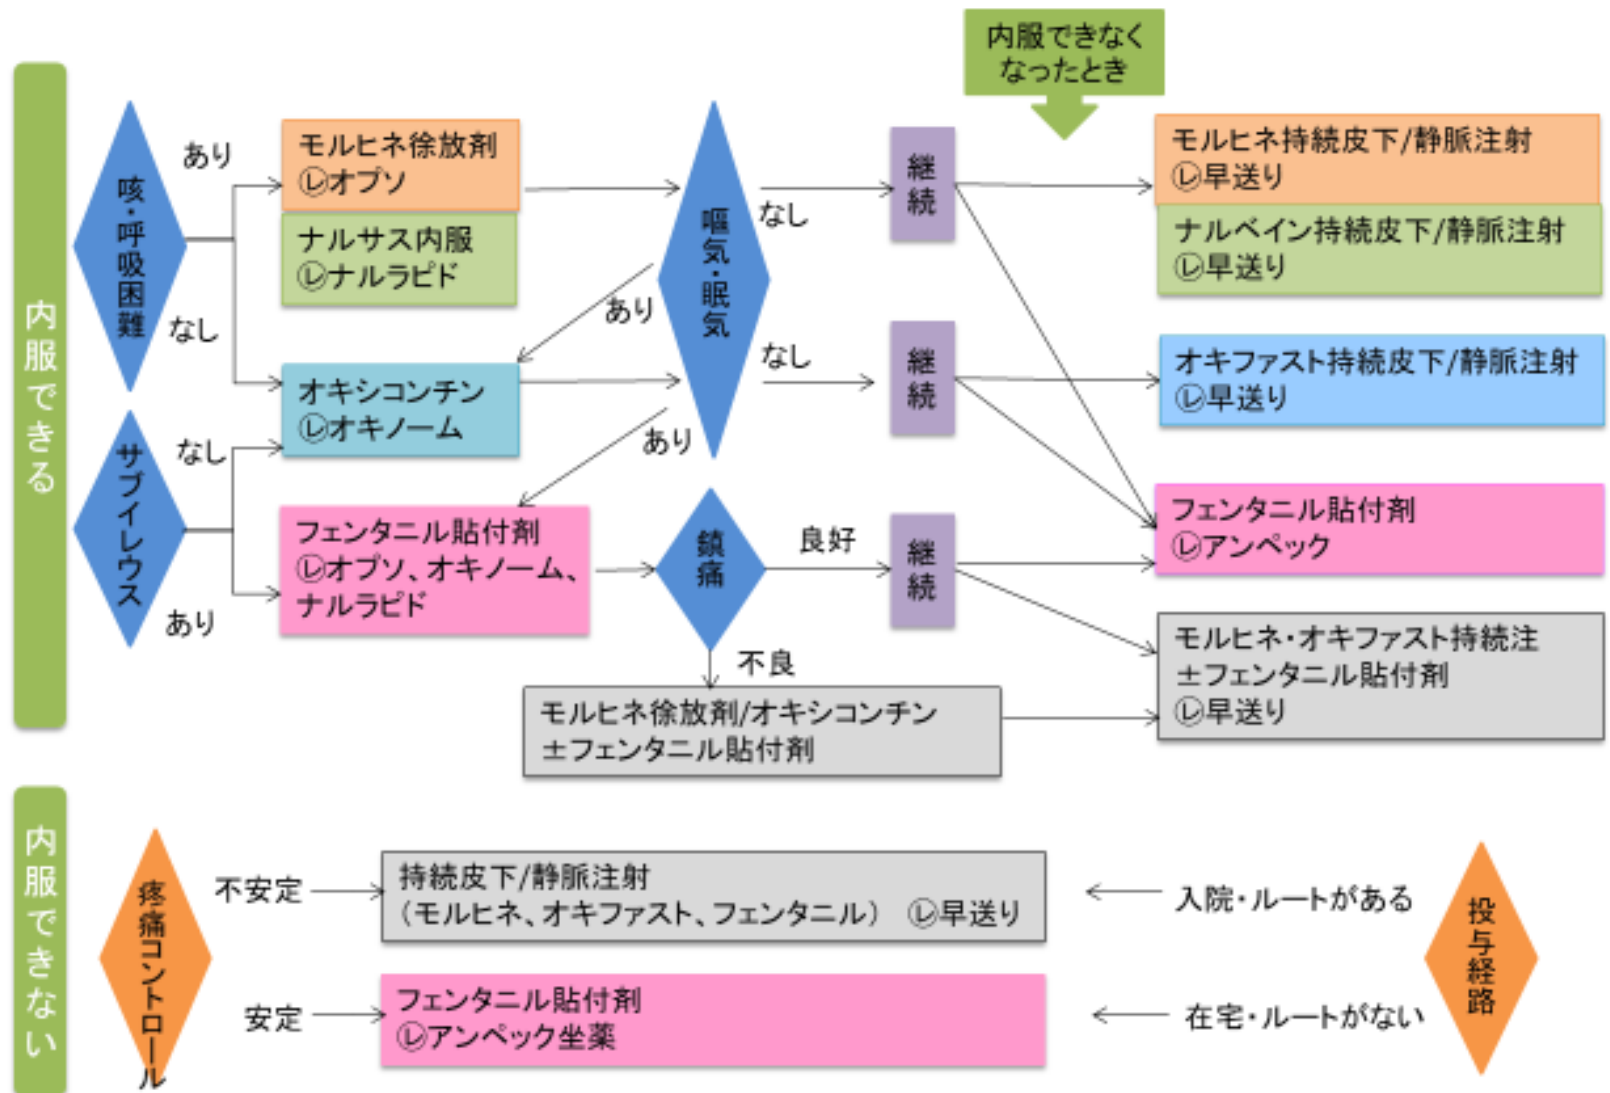 内服できなく
なったとき
内服できる
咳・呼吸困難
あり
なし
モルヒネ徐放剤
㋹オプソ
ナルサス内服
㋹ナルラピド
オキシコンチン
㋹オキノーム
サブイレウス
なし
あり
フェンタニル貼付剤
㋹オプソ、オキノーム、
ナルラピド
嘔気・眠気
なし
あり
なし
あり
鎮痛
良好
不良
継続
継続
継続
モルヒネ徐放剤/オキシコンチン
±フェンタニル貼付剤
モルヒネ持続皮下/静脈注射
㋹早送り
ナルベイン持続皮下/静脈注射
㋹早送り
オキファスト持続皮下/静脈注射
㋹早送り
フェンタニル貼付剤
㋹アンペック
モルヒネ・オキファスト持続注
±フェンタニル貼付剤
㋹早送り
内服できない
疼痛コントロール
不安定
安定
持続皮下/静脈注射
（モルヒネ、オキファスト、フェンタニル） ㋹早送り
フェンタニル貼付剤
㋹アンペック坐薬
入院・ルートがある
在宅・ルートがない
投与経路